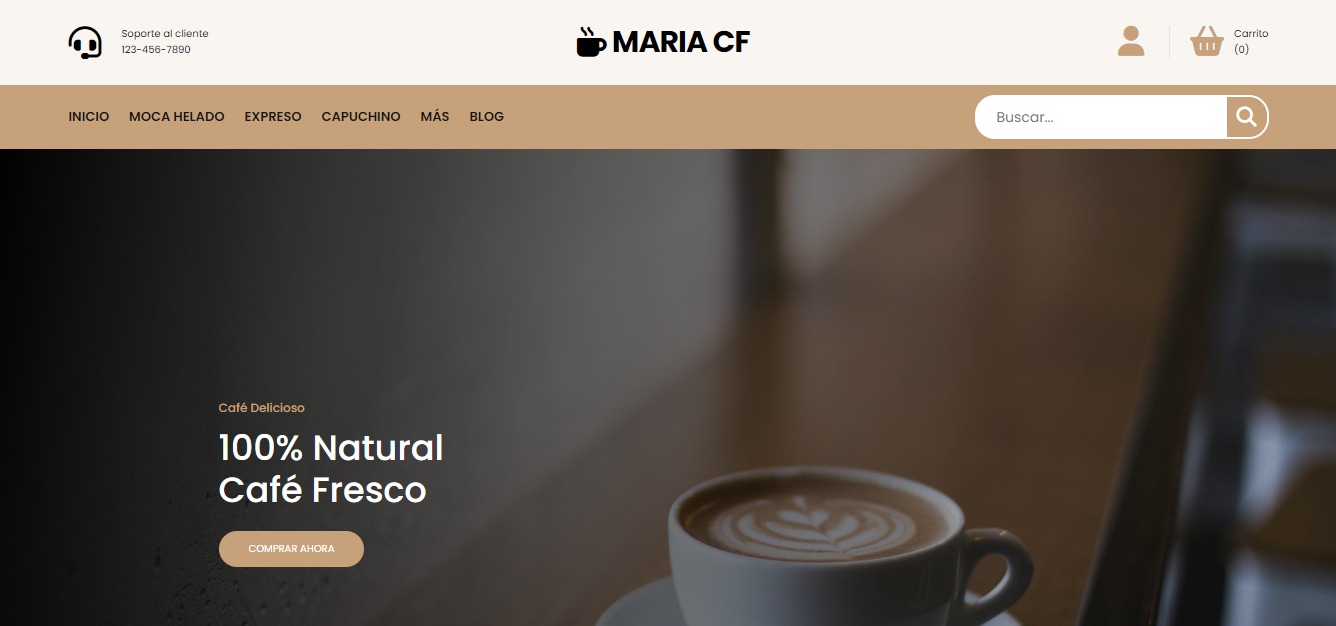 Soporte al cliente
123-456-7890
MARIA CF
Carrito
(0)
INICIO MOCA HELADO EXPRESO CAPUCHINO MÁS BLOG
Buscar...
Café Delicioso
100% Natural
Café Fresco
COMPRAR AHORA